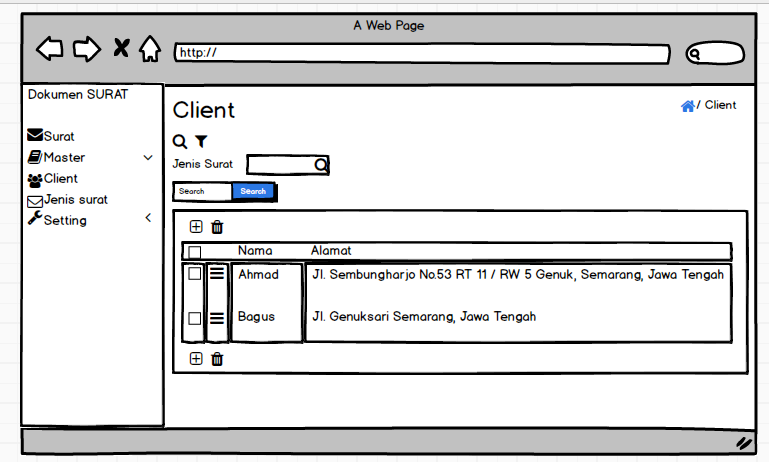 A Web Page
http://
Dokumen SURAT
Surat
Master
Client
Jenis surat
Setting
Client
/ Client
Jenis Surat
Search Search
Nama Alamat
Ahmad Jl. Sembungharjo No.53 RT 11 / RW 5 Genuk, Semarang, Jawa Tengah
Bagus Jl. Genuksari Semarang, Jawa Tengah